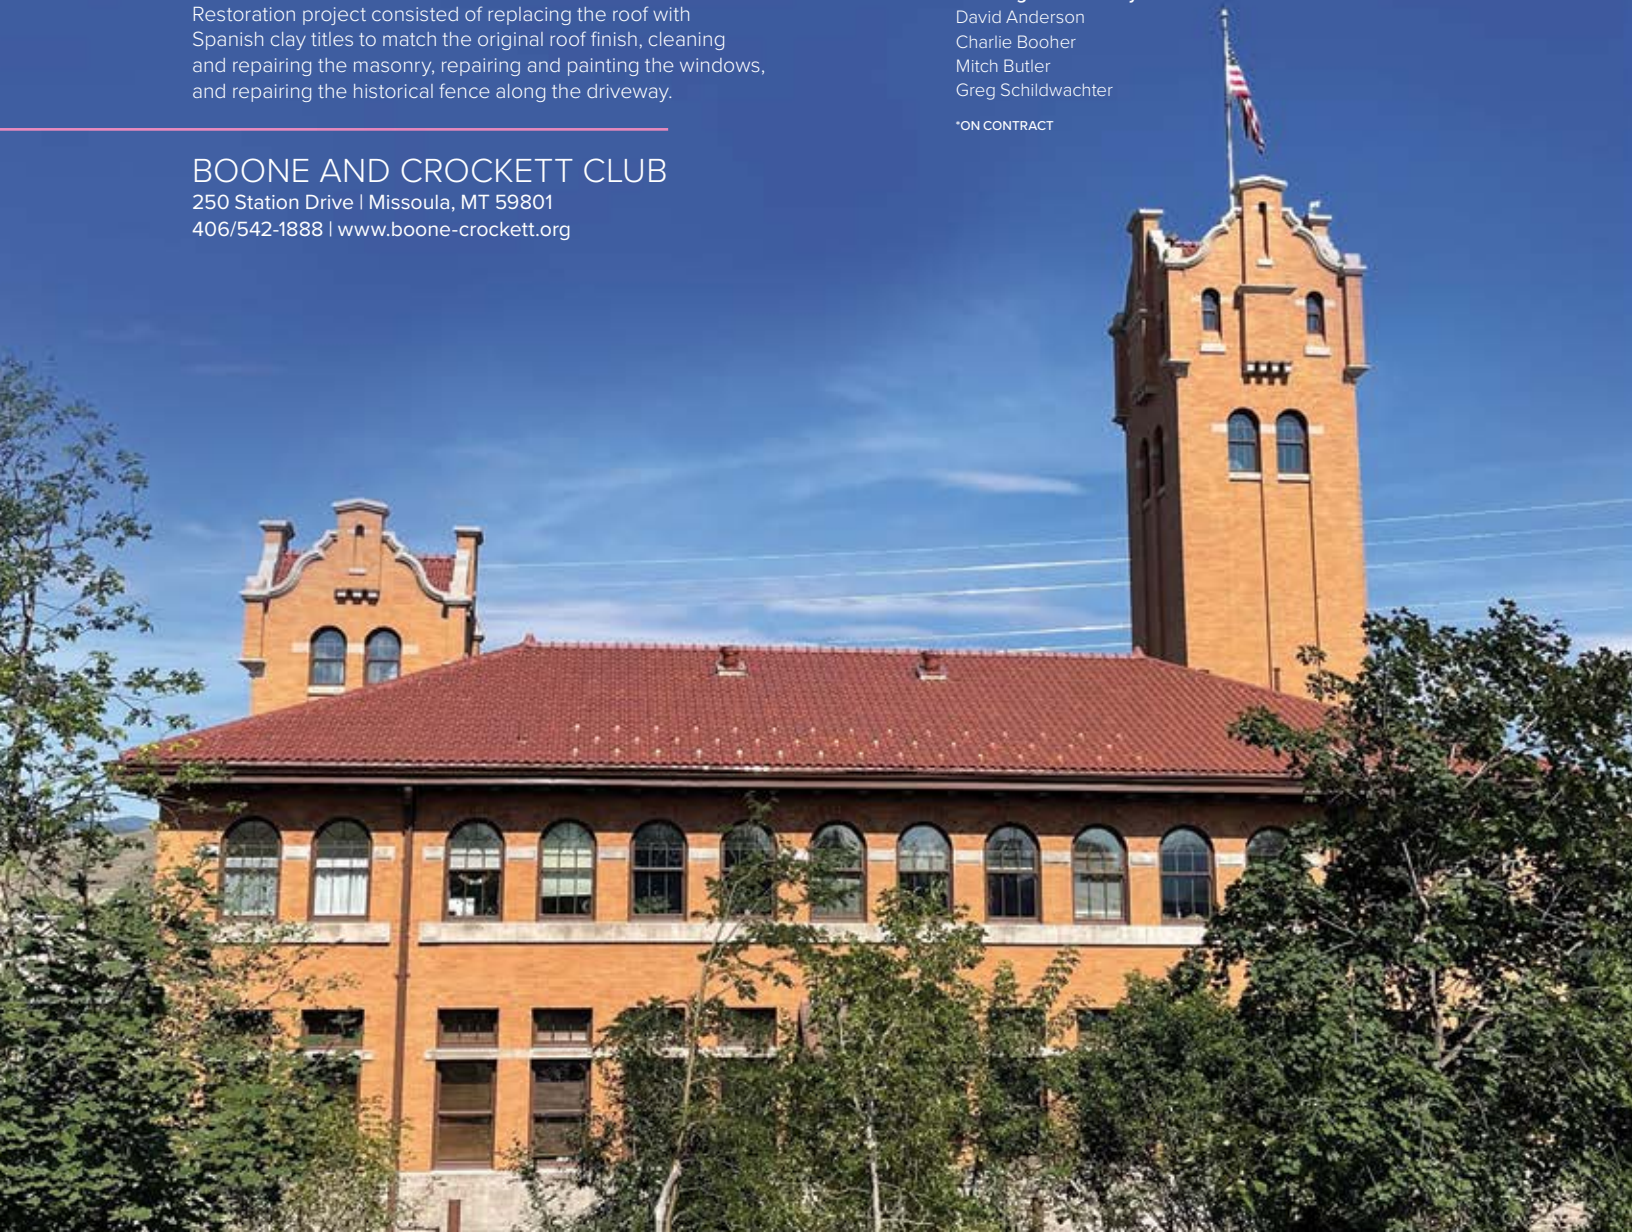 Restoration project consisted of replacing the roof with
Spanish clay titles to match the original roof finish, cleaning
and repairing the masonry, repairing and painting the windows,
and repairing the historical fence along the driveway.
BOONE AND CROCKETT CLUB
250 Station Drive | Missoula, MT 59801
406/542-1888 | www.boone-crockett.org
David Anderson
Charlie Booher
Mitch Butler
Greg Schildwachter
*ON CONTRACT